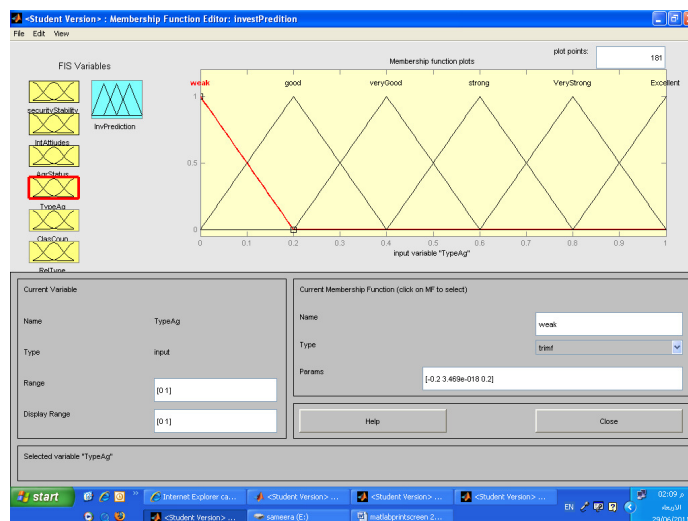 <Student Version> : Membership Function Editor: investPredition
File Edit View
FIS Variables
securityStability
IntAttiudes
AgrStatus
TypeAg
ClasCoun
RelType
InvPrediction
plot points:
181
Membership function plots
weak good veryGood strong VeryStrong Excellent
1
0.5
0
0 0.1 0.2 0.3 0.4 0.5 0.6 0.7 0.8 0.9 1
input variable "TypeAg"
Current Variable
Name TypeAg
Type input
Range [0 1]
Display Range [0 1]
Current Membership Function (click on MF to select)
Name weak
Type trimf
Params [-0.2 3.469e-018 0.2]
Help Close
Selected variable "TypeAg"
start
Internet Explorer ca...
<Student Version> ...
<Student Version> ...
<Student Version> ...
<Student Version> ...
sameera (E:)
matlabprintscreen 2...
EN
02:09 م